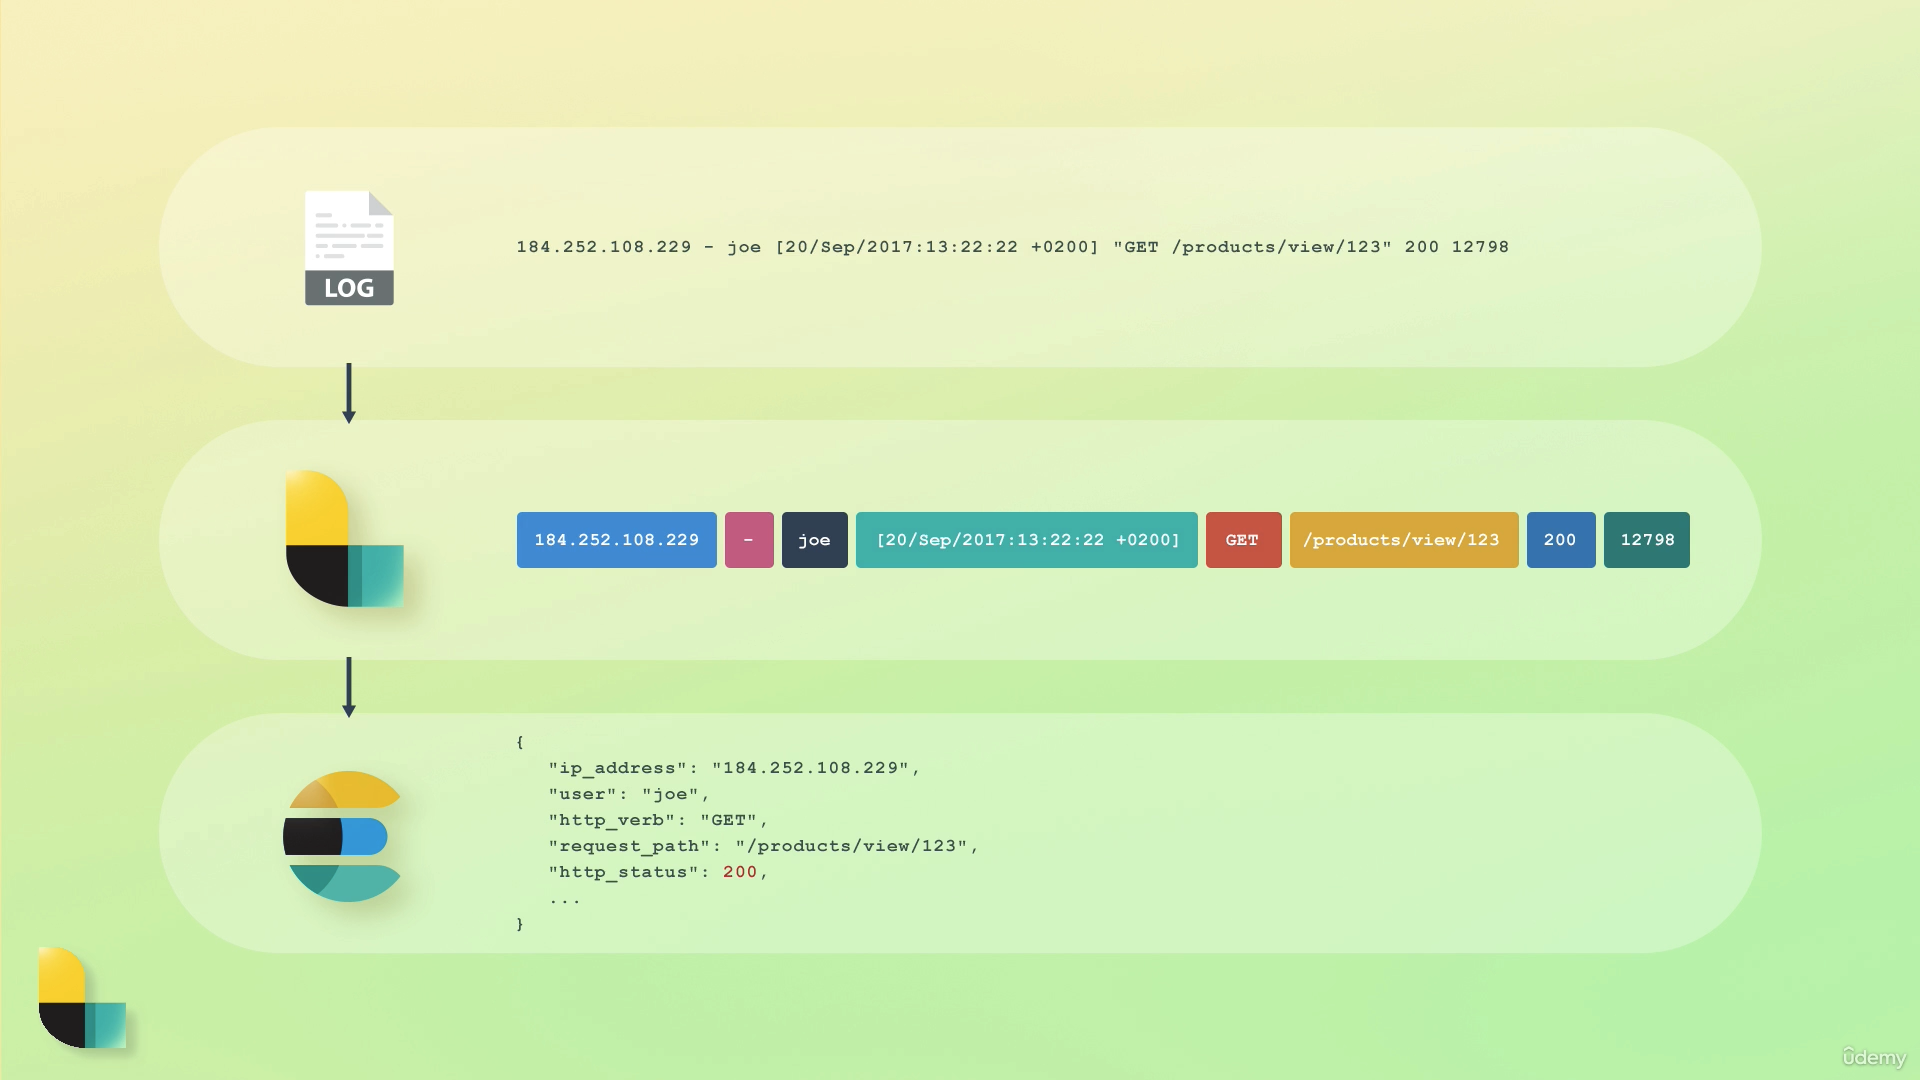 LOG
184.252.108.229 - joe [20/Sep/2017:13:22:22 +0200] "GET /products/view/123" 200 12798
184.252.108.229 - joe [20/Sep/2017:13:22:22 +0200] GET /products/view/123 200 12798
{
"ip_address": "184.252.108.229",
"user": "joe",
"http_verb": "GET",
"request_path": "/products/view/123",
"http_status": 200,
...
}
ûdemy